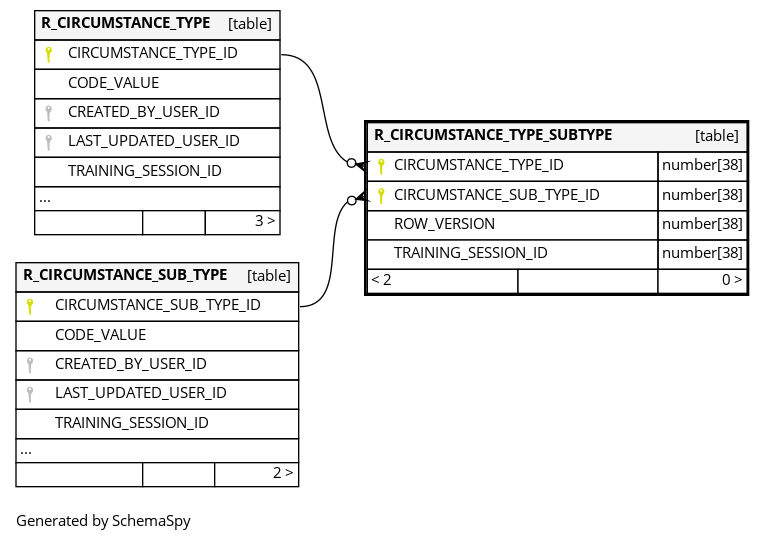 R_CIRCUMSTANCE_TYPE [table]
CIRCUMSTANCE_TYPE_ID
CODE_VALUE
CREATED_BY_USER_ID
LAST_UPDATED_USER_ID
TRAINING_SESSION_ID
...
3 >
R_CIRCUMSTANCE_TYPE_SUBTYPE [table]
CIRCUMSTANCE_TYPE_ID number[38]
CIRCUMSTANCE_SUB_TYPE_ID number[38]
ROW_VERSION number[38]
TRAINING_SESSION_ID number[38]
< 2 0 >
R_CIRCUMSTANCE_SUB_TYPE [table]
CIRCUMSTANCE_SUB_TYPE_ID
CODE_VALUE
CREATED_BY_USER_ID
LAST_UPDATED_USER_ID
TRAINING_SESSION_ID
...
2 >
Generated by SchemaSpy